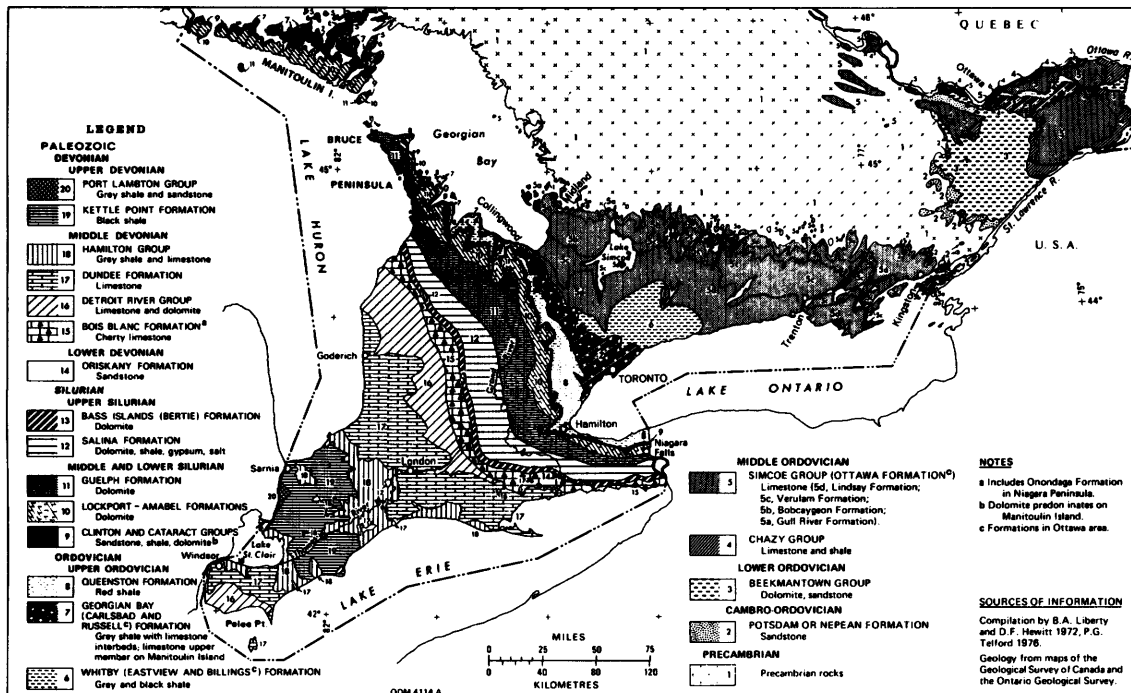 QUEBEC
48°
Ottawa R.
Ottawa
MANITOULIN I.
BRUCE
PENINSULA
Georgian
Bay
LAKE HURON
82°
45°
77°
45°
Midland
Collingwood
Lake
Simcoe
St. Lawrence R.
U.S.A.
75°
44°
Kingston
Trenton
TORONTO
LAKE ONTARIO
Hamilton
Niagara
Falls
Goderich
London
Sarnia
Lake
St. Clair
Windsor
Pelee Pt.
LAKE ERIE
42°
LEGEND
PALEOZOIC
DEVONIAN
UPPER DEVONIAN
20 PORT LAMBTON GROUP
Grey shale and sandstone
19 KETTLE POINT FORMATION
Black shale
MIDDLE DEVONIAN
18 HAMILTON GROUP
Grey shale and limestone
17 DUNDEE FORMATION
Limestone
16 DETROIT RIVER GROUP
Limestone and dolomite
15 BOIS BLANC FORMATION a
Cherty limestone
LOWER DEVONIAN
14 ORISKANY FORMATION
Sandstone
SILURIAN
UPPER SILURIAN
13 BASS ISLANDS (BERTIE) FORMATION
Dolomite
12 SALINA FORMATION
Dolomite, shale, gypsum, salt
MIDDLE AND LOWER SILURIAN
11 GUELPH FORMATION
Dolomite
10 LOCKPORT - AMABEL FORMATIONS
Dolomite
9 CLINTON AND CATARACT GROUPS
Sandstone, shale, dolomite b
ORDOVICIAN
UPPER ORDOVICIAN
8 QUEENSTON FORMATION
Red shale
7 GEORGIAN BAY
(CARLSBAD AND
RUSSELL c) FORMATION
Grey shale with limestone
interbeds; limestone upper
member on Manitoulin Island
6 WHITBY (EASTVIEW AND BILLINGS c) FORMATION
Grey and black shale
MIDDLE ORDOVICIAN
5 SIMCOE GROUP (OTTAWA FORMATION c)
Limestone (5d, Lindsay Formation;
5c, Verulam Formation;
5b, Bobcaygeon Formation;
5a, Gull River Formation).
4 CHAZY GROUP
Limestone and shale
LOWER ORDOVICIAN
3 BEEKMANTOWN GROUP
Dolomite, sandstone
CAMBRO-ORDOVICIAN
2 POTSDAM OR NEPEAN FORMATION
Sandstone
PRECAMBRIAN
1 Precambrian rocks
NOTES
a Includes Onondaga Formation
in Niagara Peninsula.
b Dolomite predominates on
Manitoulin Island.
c Formations in Ottawa area.
SOURCES OF INFORMATION
Compilation by B.A. Liberty
and D.F. Hewitt 1972, P.G.
Telford 1976.
Geology from maps of the
Geological Survey of Canada and
the Ontario Geological Survey.
MILES
0 25 50 75
0 40 80 120
KILOMETRES
ODM 4114 A